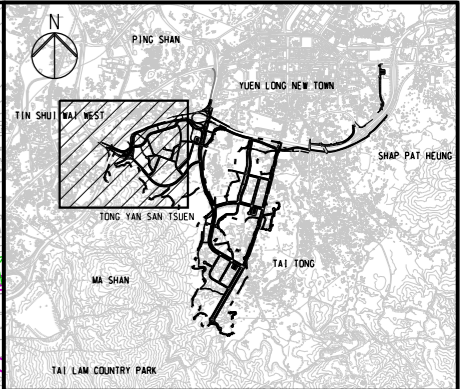 N
PING SHAN
YUEN LONG NEW TOWN
TIN SHUI WAI WEST
SHAP PAT HEUNG
TONG YAN SAN TSUEN
TAI TONG
MA SHAN
TAI LAM COUNTRY PARK